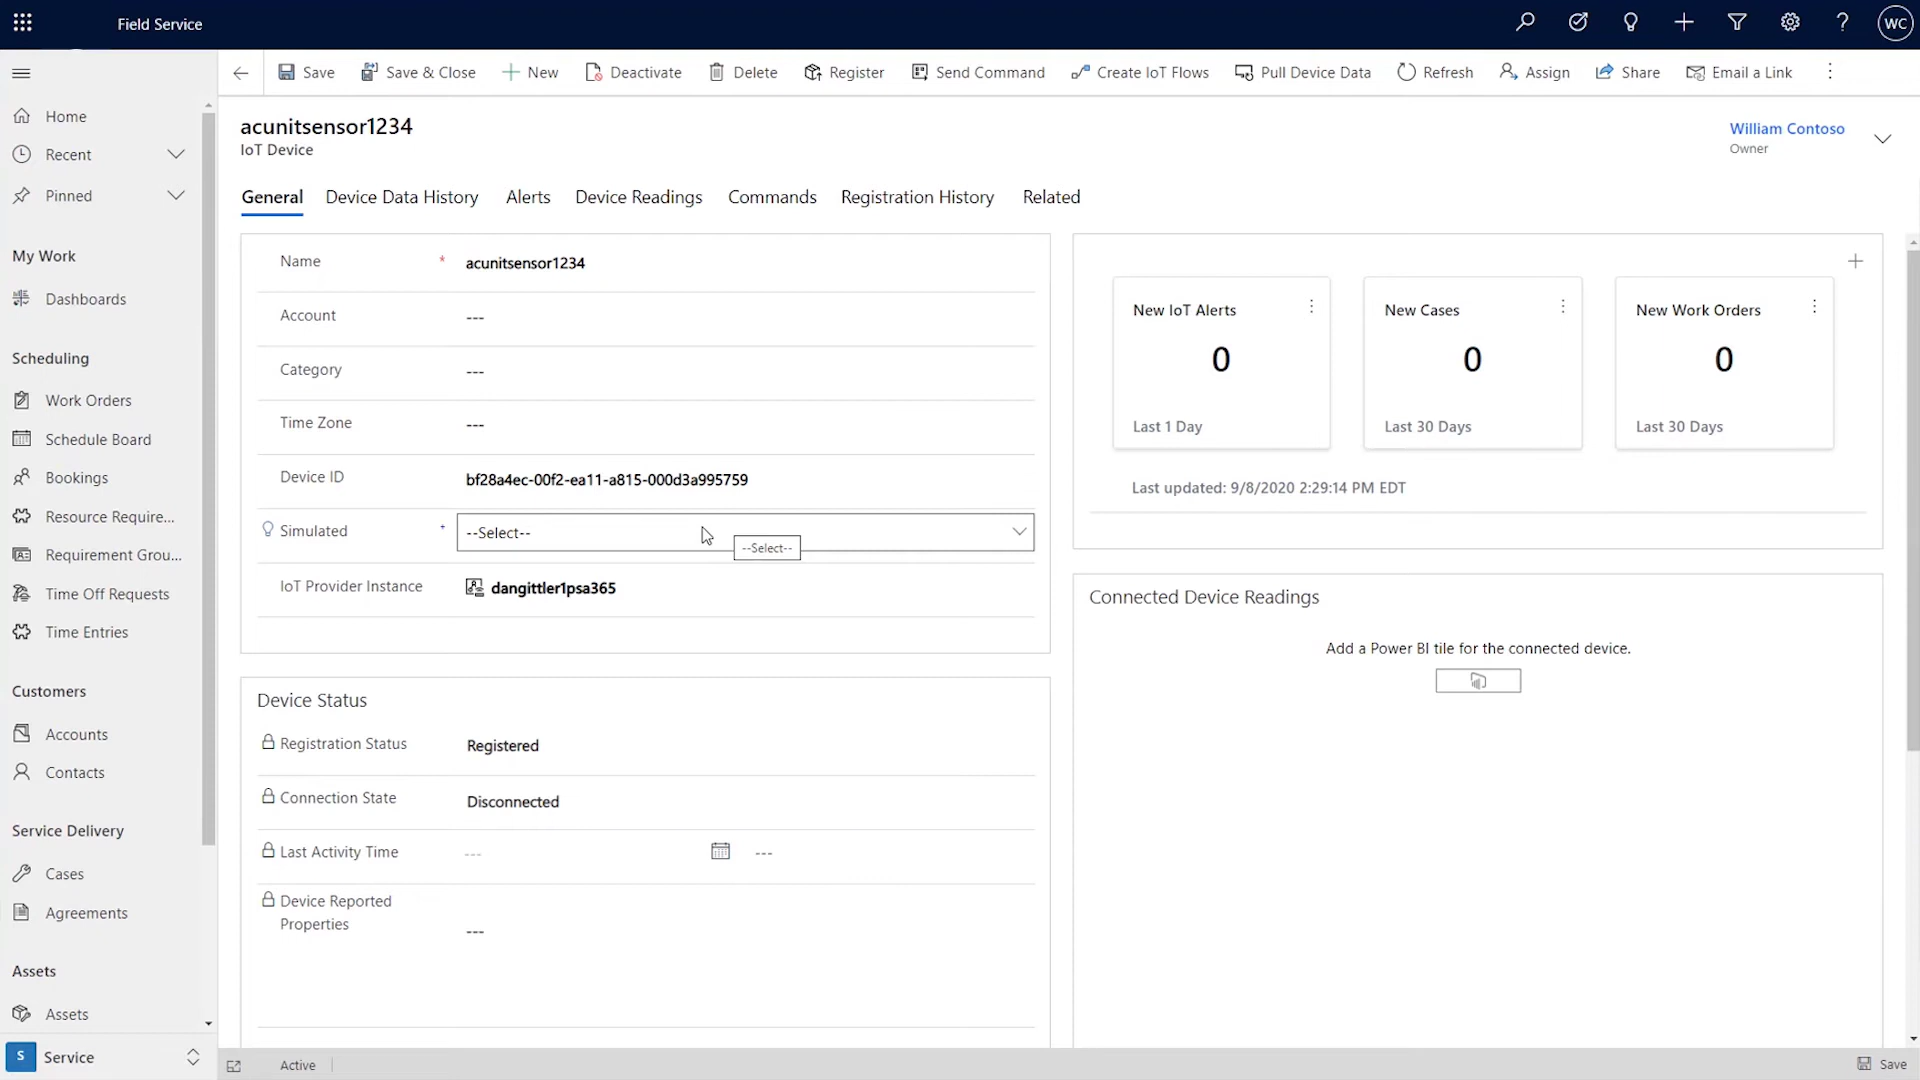 Field Service
WC
Save
Save & Close
New
Deactivate
Delete
Register
Send Command
Create IoT Flows
Pull Device Data
Refresh
Assign
Share
Email a Link
Home
Recent
Pinned
My Work
Dashboards
Scheduling
Work Orders
Schedule Board
Bookings
Resource Require...
Requirement Grou...
Time Off Requests
Time Entries
Customers
Accounts
Contacts
Service Delivery
Cases
Agreements
Assets
Assets
S
Service
acunitsensor1234
IoT Device
William Contoso
Owner
General
Device Data History
Alerts
Device Readings
Commands
Registration History
Related
Name * acunitsensor1234
Account ---
Category ---
Time Zone ---
Device ID bf28a4ec-00f2-ea11-a815-000d3a995759
Simulated + --Select--
--Select--
IoT Provider Instance dangittler1psa365
Device Status
Registration Status Registered
Connection State Disconnected
Last Activity Time --- ---
Device Reported
Properties
---
New IoT Alerts
0
Last 1 Day
New Cases
0
Last 30 Days
New Work Orders
0
Last 30 Days
Last updated: 9/8/2020 2:29:14 PM EDT
Connected Device Readings
Add a Power BI tile for the connected device.
Active
Save